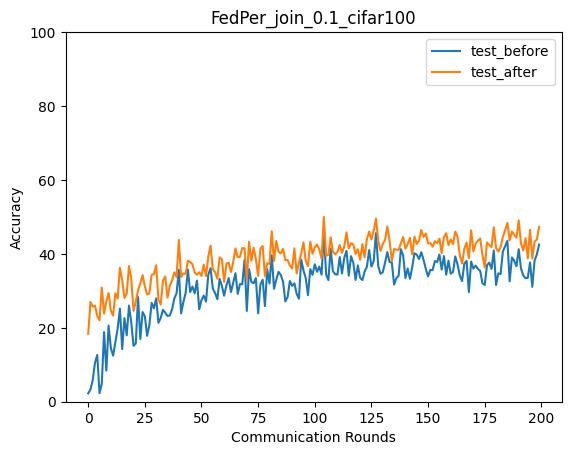 FedPer_join_0.1_cifar100
100
80
60
40
20
0
Accuracy
test_before
test_after
0 25 50 75 100 125 150 175 200
Communication Rounds